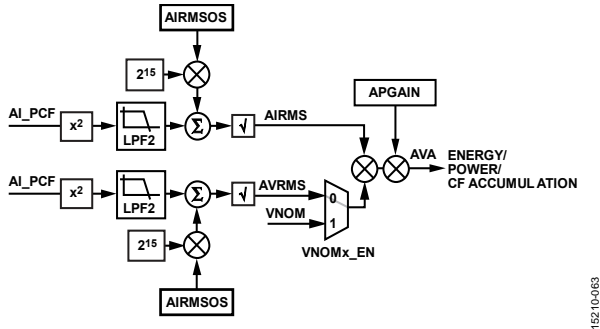 AIRMSOS
2¹⁵
APGAIN
AI_PCF
x²
LPF2
Σ
√
AIRMS
AVA
ENERGY/
POWER/
CF ACCUMULATION
AI_PCF
x²
LPF2
Σ
√
AVRMS
0
VNOM
1
2¹⁵
VNOMx_EN
AIRMSOS
15210-063